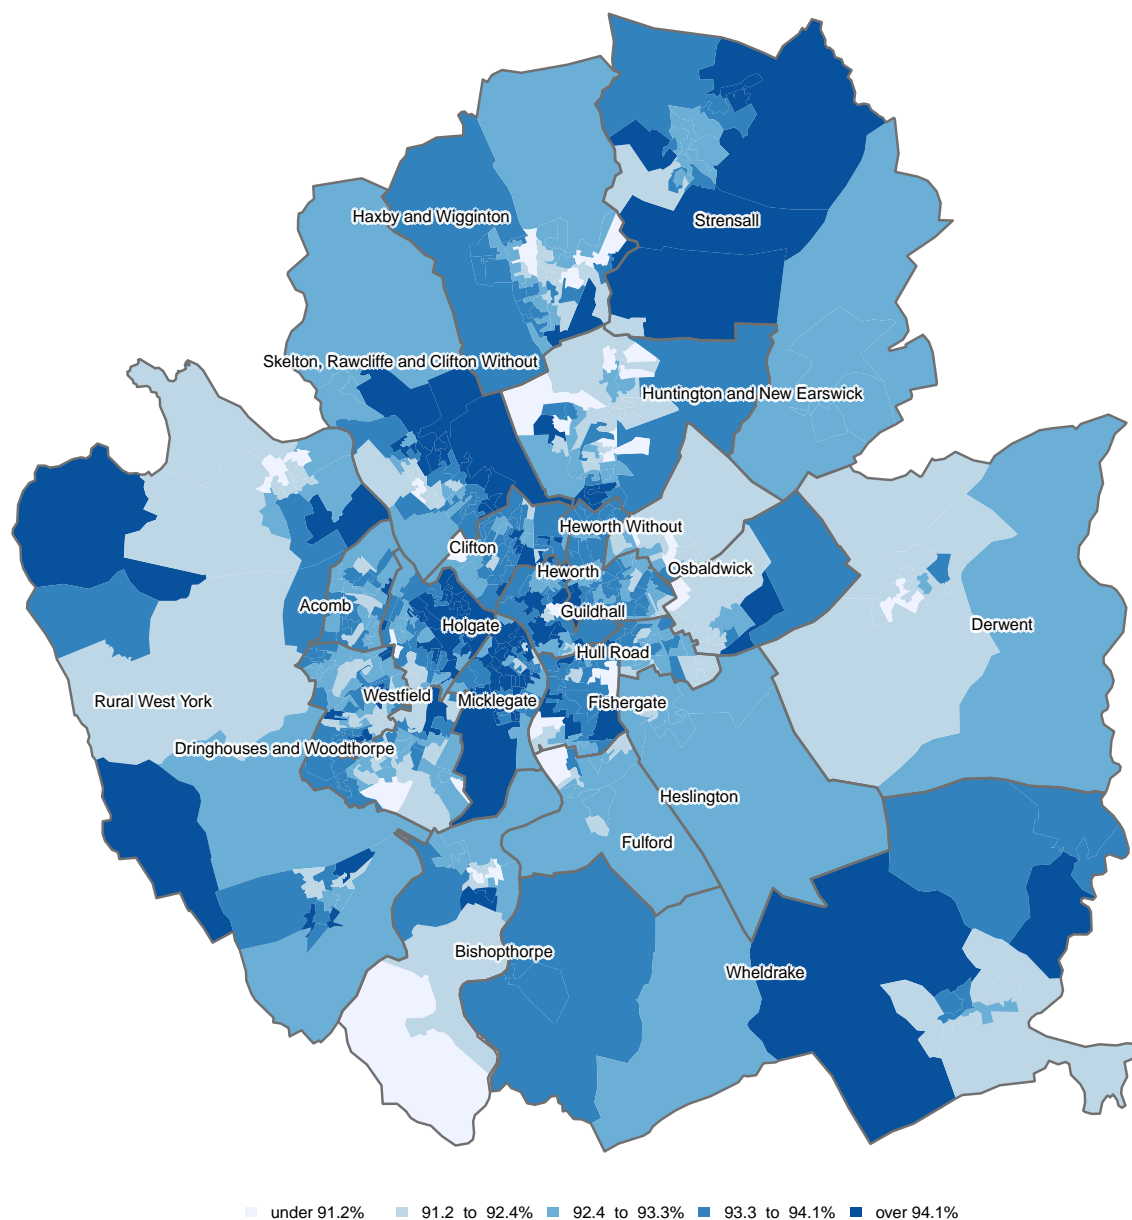 Haxby and Wigginton
Strensall
Skelton, Rawcliffe and Clifton Without
Huntington and New Earswick
Heworth Without
Clifton
Osbaldwick
Heworth
Acomb
Guildhall
Holgate
Derwent
Hull Road
Westfield
Rural West York
Micklegate
Fishergate
Dringhouses and Woodthorpe
Heslington
Fulford
Bishopthorpe
Wheldrake
under 91.2% 91.2 to 92.4% 92.4 to 93.3% 93.3 to 94.1% over 94.1%